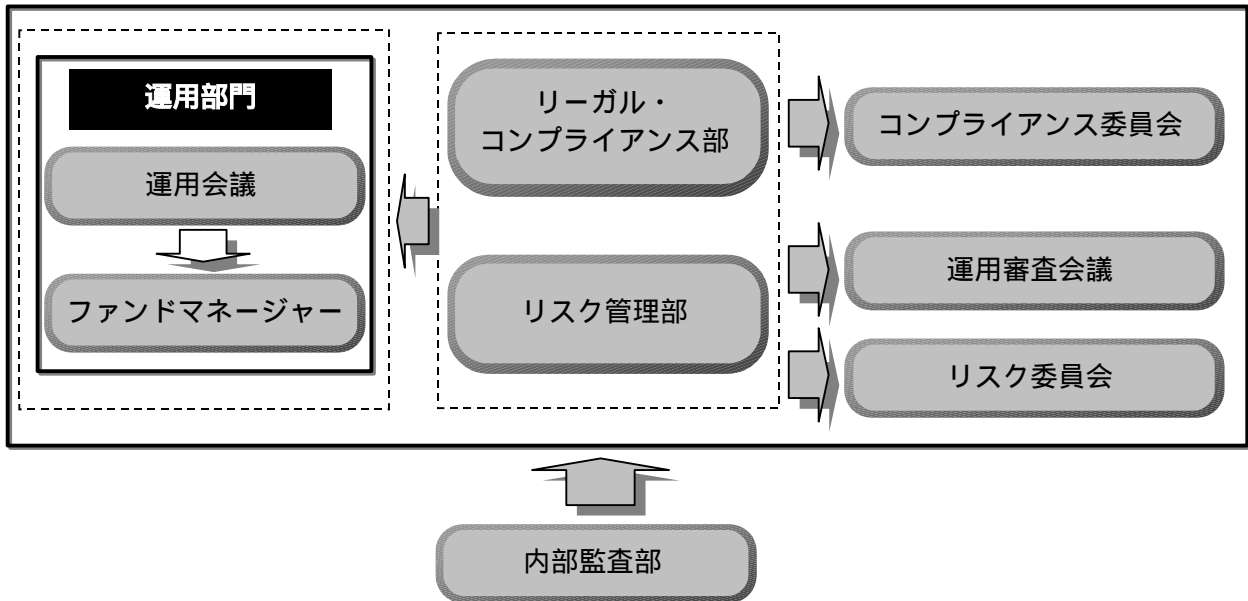 運用部門
運用会議
ファンドマネージャー
リーガル・
コンプライアンス部
リスク管理部
コンプライアンス委員会
運用審査会議
リスク委員会
内部監査部